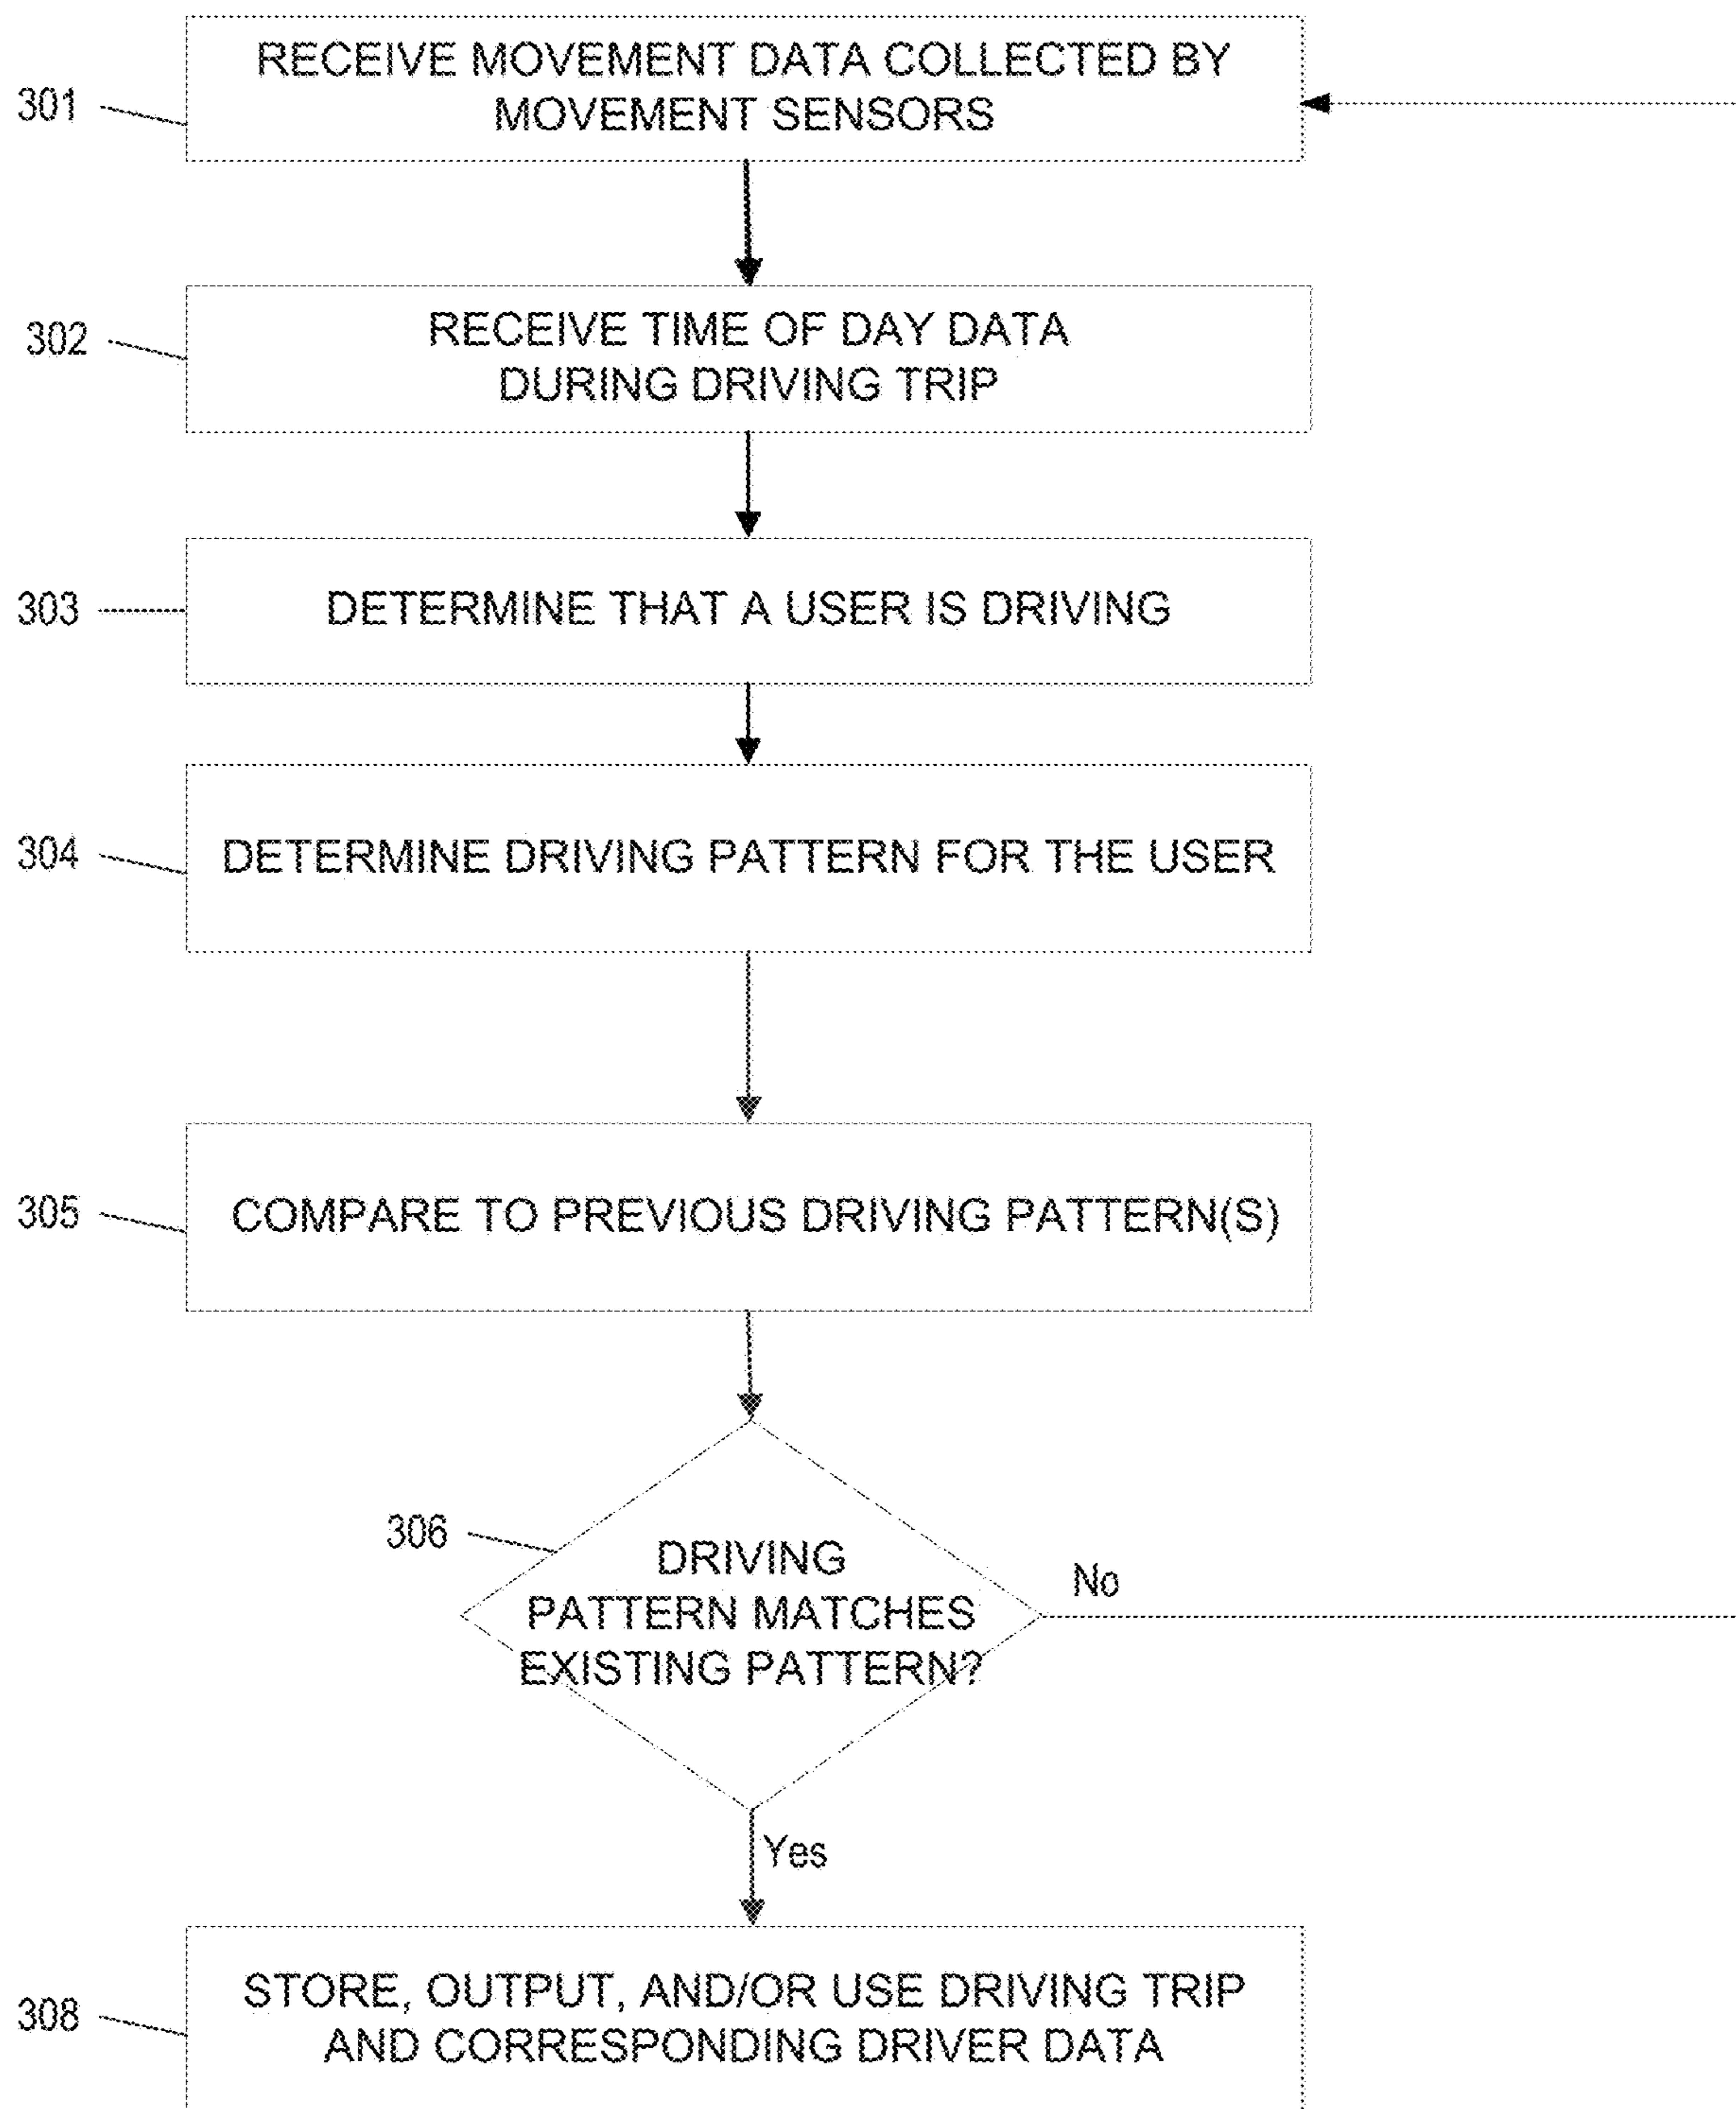 301
RECEIVE MOVEMENT DATA COLLECTED BY
MOVEMENT SENSORS
302
RECEIVE TIME OF DAY DATA
DURING DRIVING TRIP
303
DETERMINE THAT A USER IS DRIVING
304
DETERMINE DRIVING PATTERN FOR THE USER
305
COMPARE TO PREVIOUS DRIVING PATTERN(S)
306
DRIVING
PATTERN MATCHES
EXISTING PATTERN?
No
Yes
308
STORE, OUTPUT, AND/OR USE DRIVING TRIP
AND CORRESPONDING DRIVER DATA